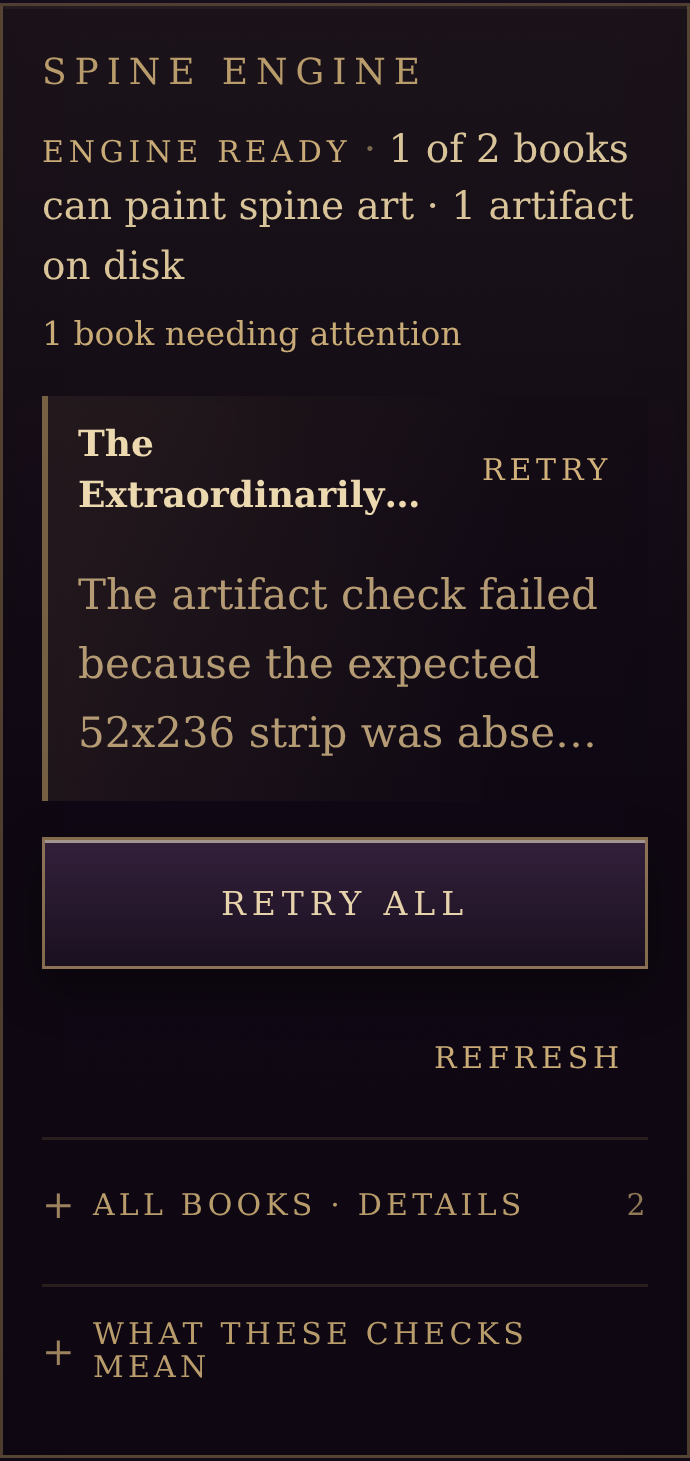 SPINE ENGINE
ENGINE READY · 1 of 2 books
can paint spine art · 1 artifact
on disk
1 book needing attention
The
Extraordinarily...
RETRY
The artifact check failed
because the expected
52x236 strip was abse...
RETRY ALL
REFRESH
+ ALL BOOKS · DETAILS 2
+ WHAT THESE CHECKS
MEAN